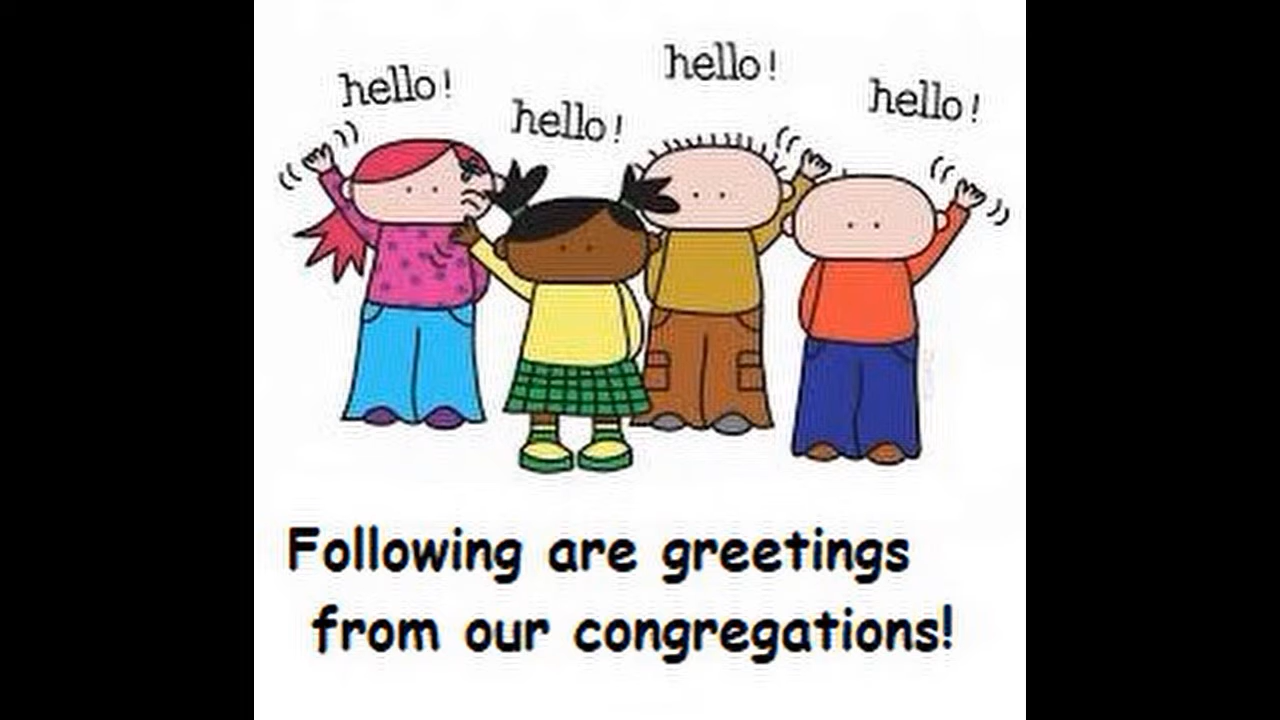 hello!
hello!
hello!
hello!
Following are greetings
from our congregations!